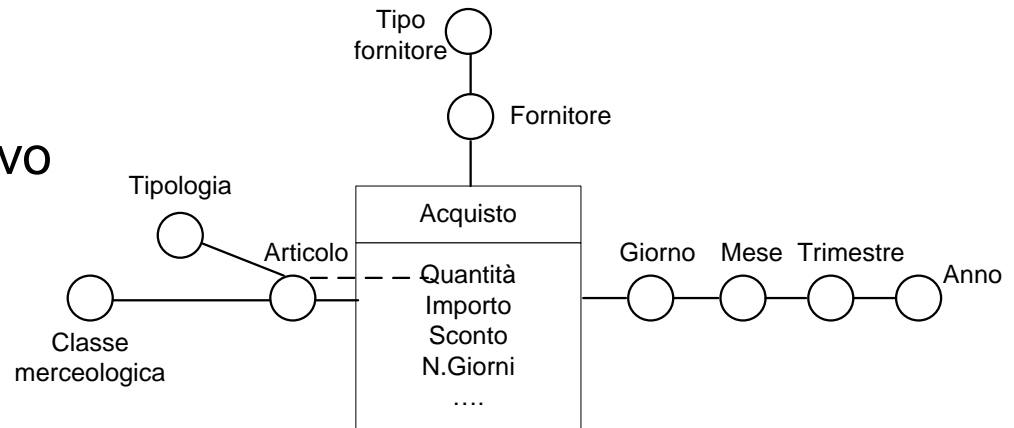 Tipo
fornitore
Fornitore
vo
Tipologia
Acquisto
Articolo
Giorno Mese Trimestre
Anno
Quantità
Importo
Sconto
N.Giorni
....
Classe
merceologica